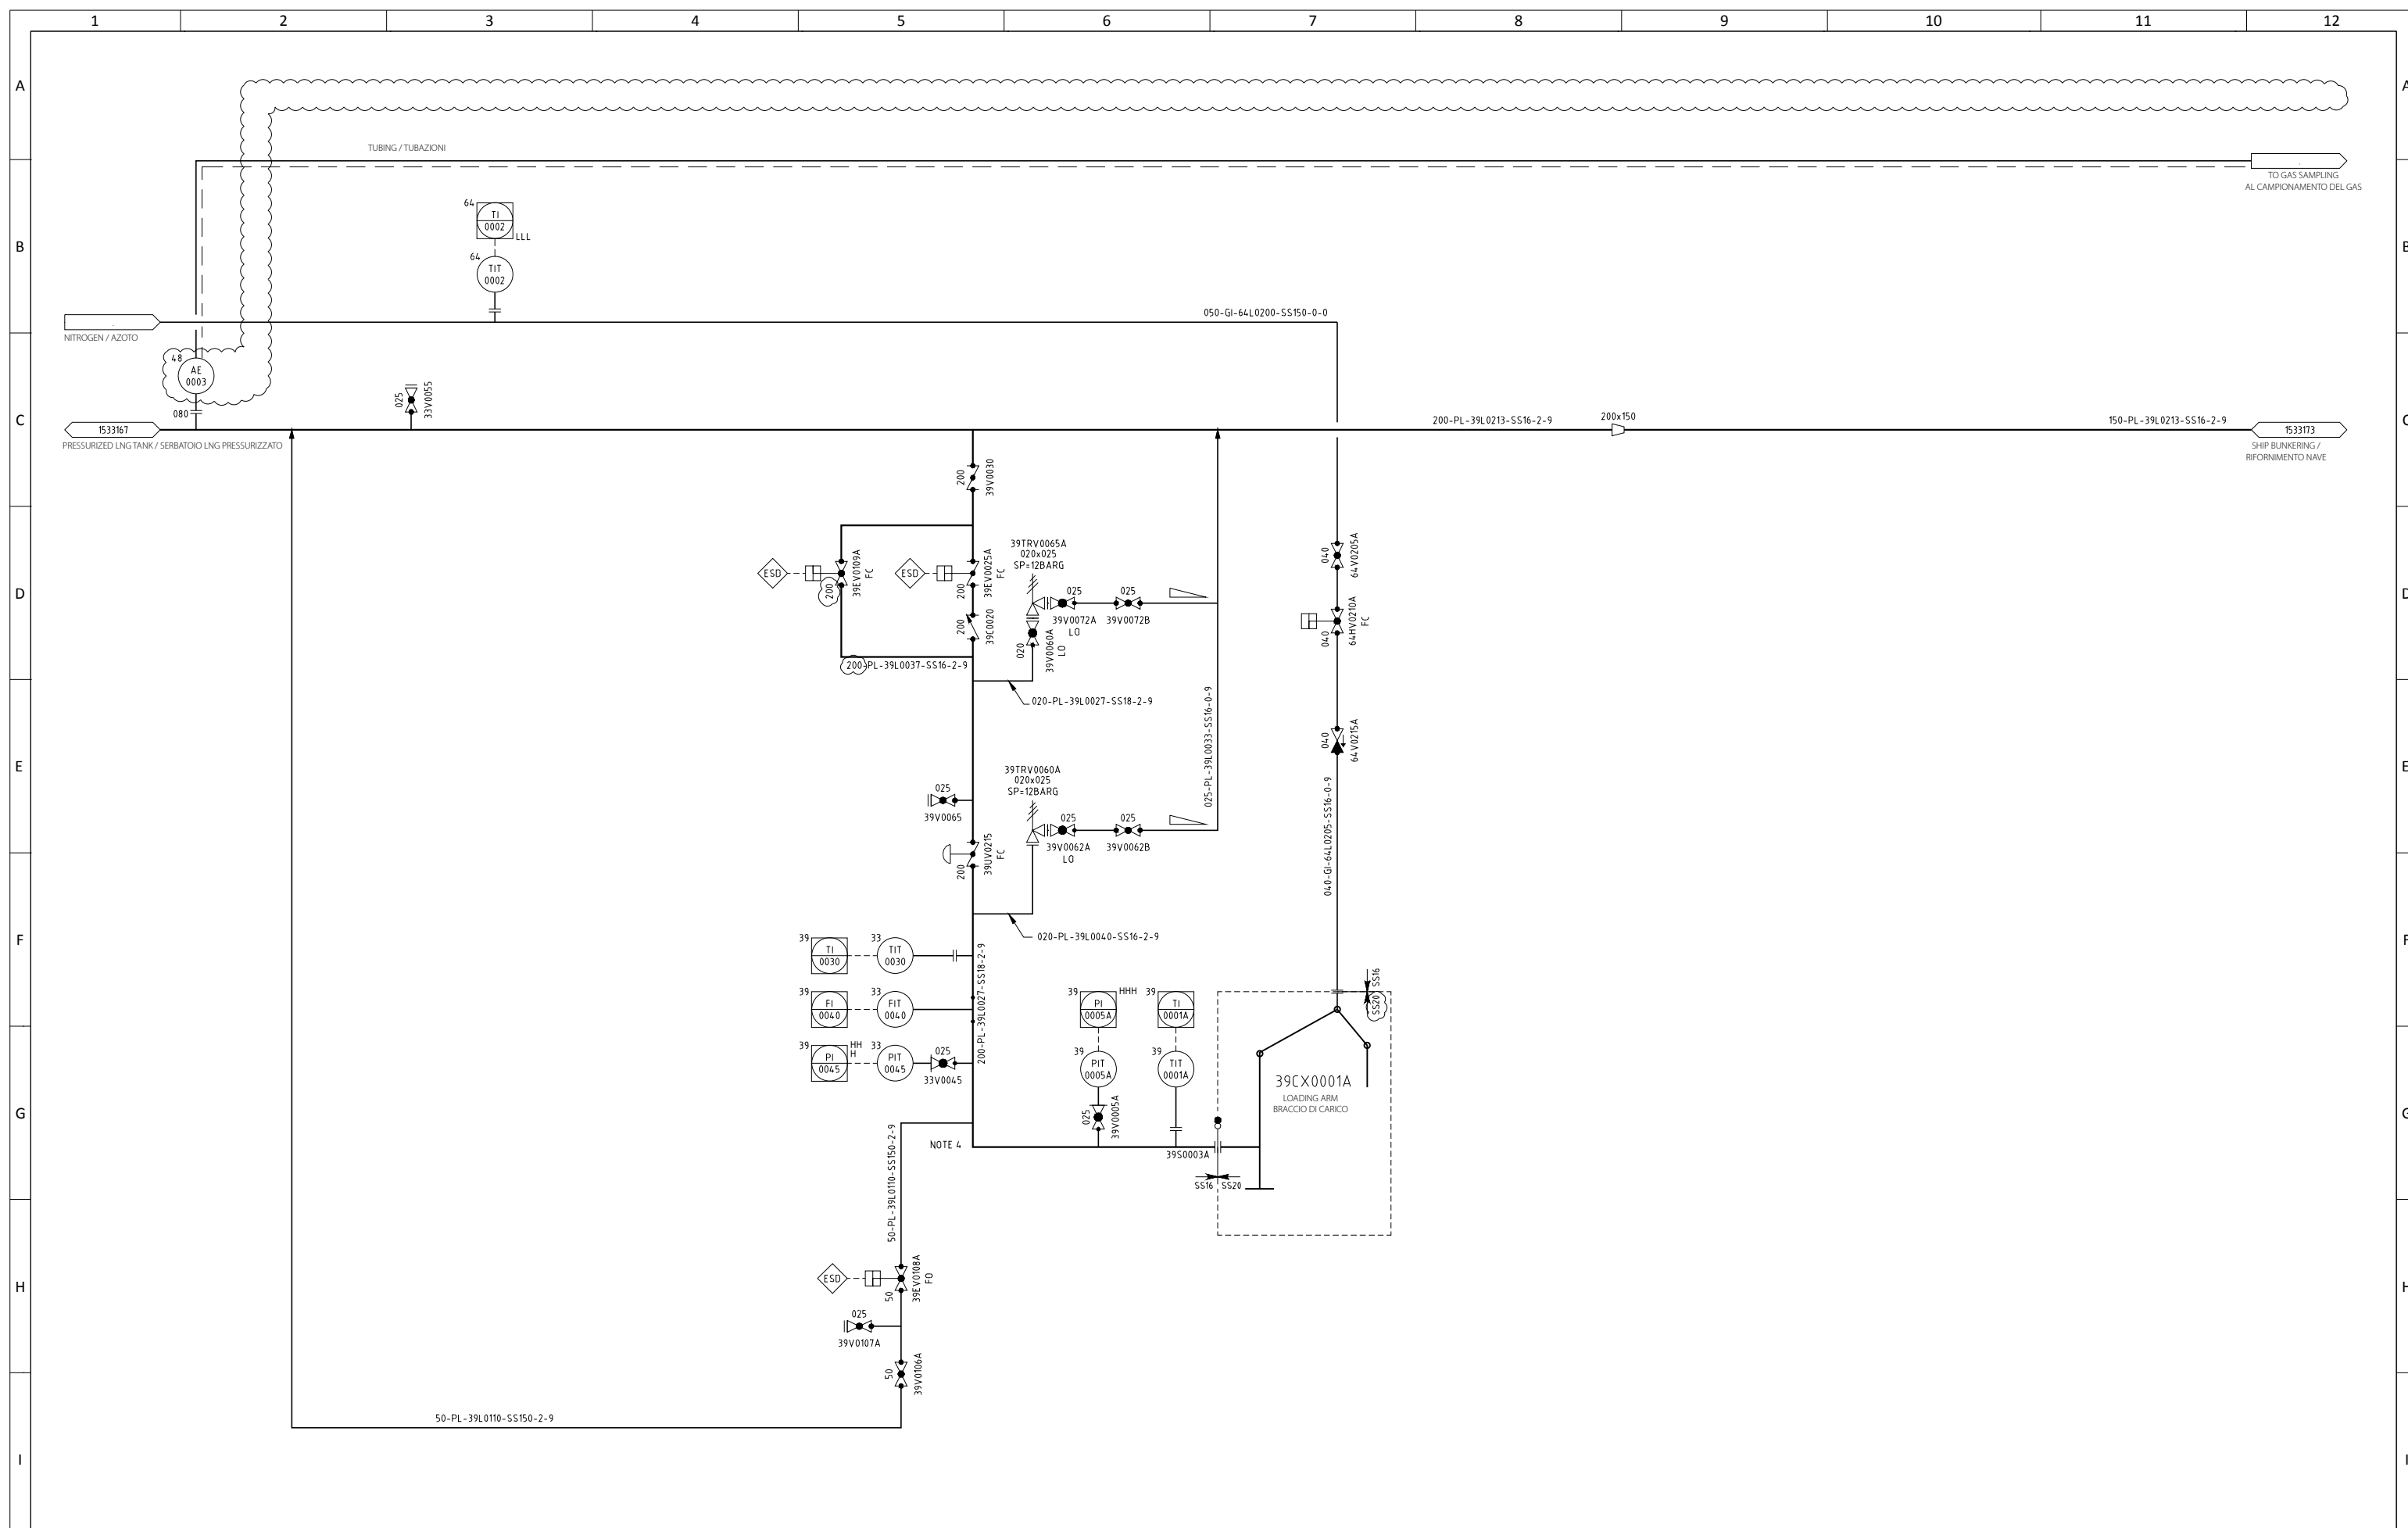 1 2 3 4 5 6 7 8 9 10 11 12
A
TUBING / TUBAZIONI
TO GAS SAMPLING
AL CAMPIONAMENTO DEL GAS
64
TI
0002
LLL
B
B
64
TIT
0002
050-GI-64L0200-SS150-0-0
NITROGEN / AZOTO
48
AE
0003
080
025
33V0055
C
1533167
PRESSURIZED LNG TANK / SERBATOIO LNG PRESSURIZZATO
200-PL-39L0213-SS16-2-9
200x150
150-PL-39L0213-SS16-2-9
1533173
SHIP BUNKERING /
RIFORNIMENTO NAVE
200
39V0030
D
ESD
200
39EV0109A
FC
ESD
200
39EV0025A
FC
39TRV0065A
020x025
SP=12BARG
025
39V0072A
LO
025
39V0072B
040
64V0205A
200
39C0020
020
39V0060A
LO
040
64HV0210A
FC
200-PL-39L0037-SS16-2-9
020-PL-39L0027-SS18-2-9
025-PL-39L0033-SS16-0-9
040
64V0215A
E
E
39TRV0060A
020x025
SP=12BARG
025
39V0065
025
39V0062A
LO
025
39V0062B
200
39UV0215
FC
040-GI-64L0205-SS16-0-9
F
020-PL-39L0040-SS16-2-9
39
TI
0030
33
TIT
0030
200-PL-39L0027-SS18-2-9
SS20 SS16
39
FI
0040
33
FIT
0040
39
PI
0005A
HHH
39
TI
0001A
39
PI
0045
HH
H
33
PIT
0045
025
33V0045
39
PIT
0005A
39
TIT
0001A
39CX0001A
LOADING ARM
BRACCIO DI CARICO
G
025
39V0005A
50-PL-39L0110-SS150-2-9
NOTE 4
39S0003A
SS16 SS20
H
ESD
50
39EV0108A
FO
025
39V0107A
50
39V0106A
50-PL-39L0110-SS150-2-9
I